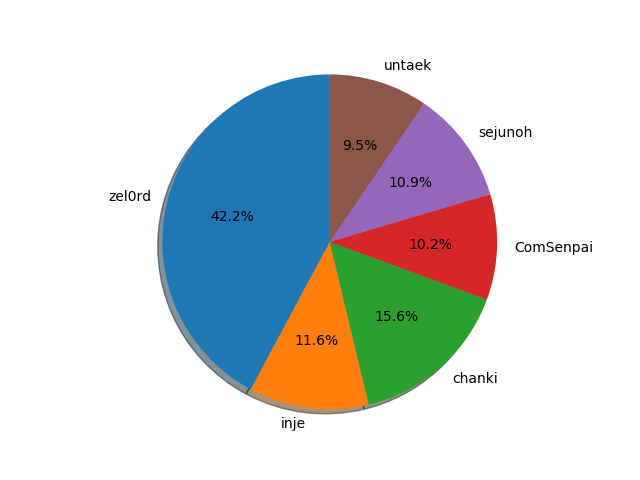 untaek
9.5%
sejunoh
10.9%
zel0rd
42.2%
10.2%
ComSenpai
15.6%
11.6%
chanki
inje